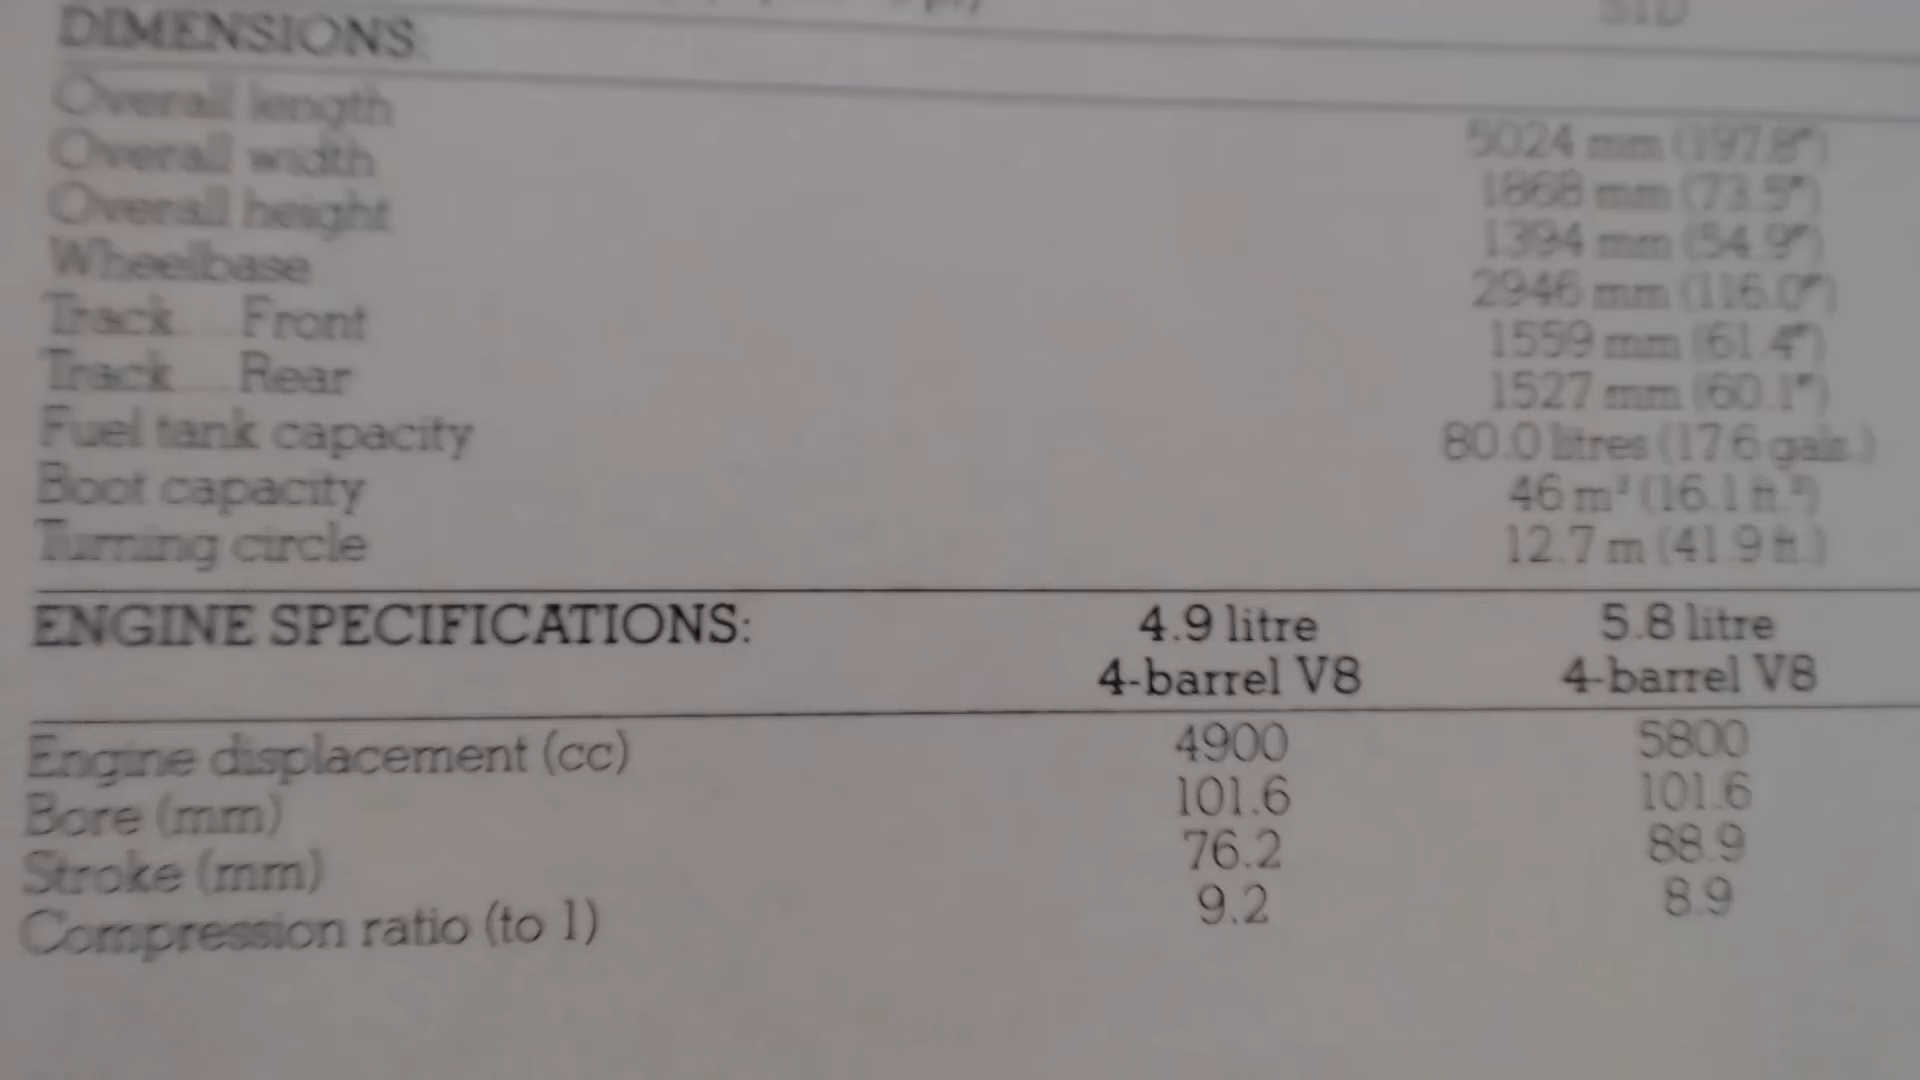 DIMENSIONS:
Overall length 5024 mm (197.8")
Overall width 1868 mm (73.5")
Overall height 1394 mm (54.9")
Wheelbase 2946 mm (116.0")
Track Front 1559 mm (61.4")
Track Rear 1527 mm (60.1")
Fuel tank capacity 80.0 litres (17.6 gals.)
Boot capacity .46 m³ (16.1 ft.³)
Turning circle 12.7 m (41.9 ft.)
ENGINE SPECIFICATIONS: 4.9 litre 5.8 litre
4-barrel V8 4-barrel V8
Engine displacement (cc) 4900 5800
Bore (mm) 101.6 101.6
Stroke (mm) 76.2 88.9
Compression ratio (to 1) 9.2 8.9